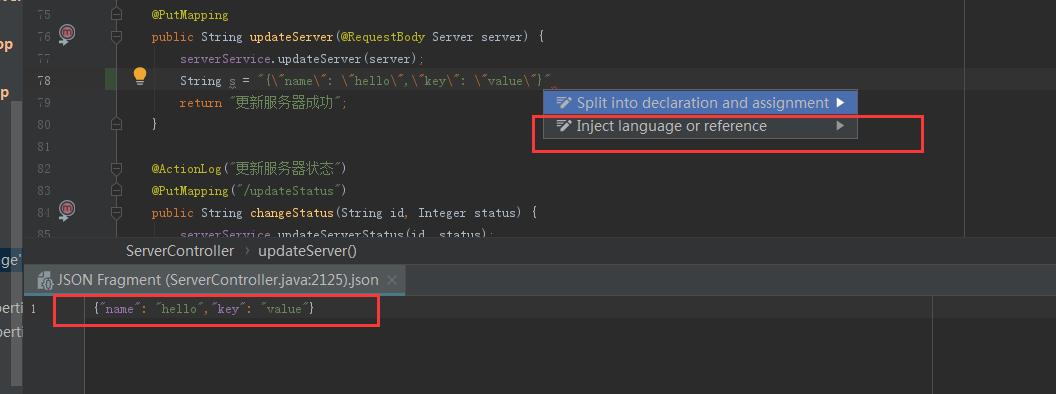 75 @PutMapping
pp 76 public String updateServer(@RequestBody Server server) {
77 serverService.updateServer(server);
78 String s = "{\"name\": \"hello\",\"key\": \"value\"}"
p 79 return "更新服务器成功";
Split into declaration and assignment
80 }
Inject language or reference
81
82 @ActionLog("更新服务器状态")
83 @PutMapping("/updateStatus")
84 public String changeStatus(String id, Integer status) {
85 serverService.updateServerStatus(id, status);
ServerController › updateServer()
ge'
JSON Fragment (ServerController.java:2125).json
perti
1 {"name": "hello","key": "value"}
perti